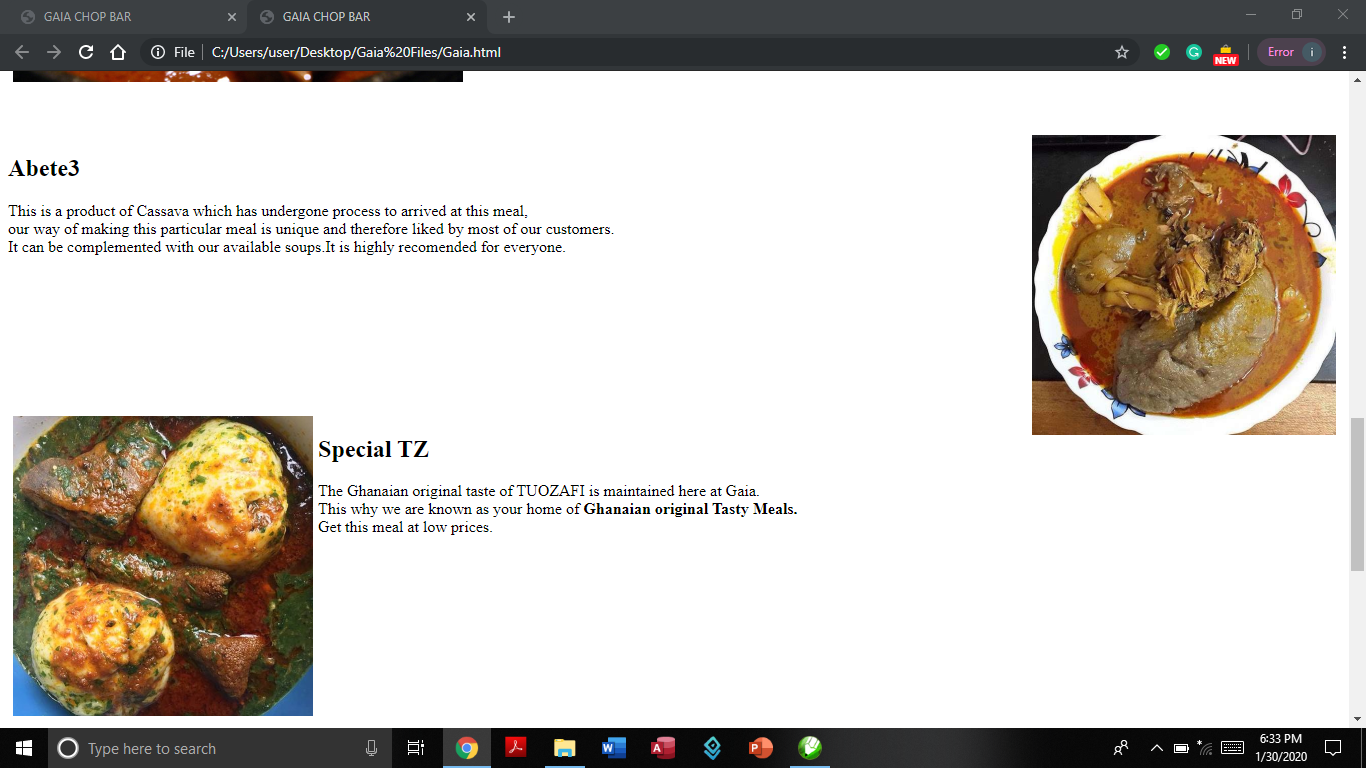 GAIA CHOP BAR
GAIA CHOP BAR
File C:/Users/user/Desktop/Gaia%20Files/Gaia.html
NEW
Error i
Abete3
This is a product of Cassava which has undergone process to arrived at this meal,
our way of making this particular meal is unique and therefore liked by most of our customers.
It can be complemented with our available soups.It is highly recomended for everyone.
Special TZ
The Ghanaian original taste of TUOZAFI is maintained here at Gaia.
This why we are known as your home of Ghanaian original Tasty Meals.
Get this meal at low prices.
Type here to search
6:33 PM
1/30/2020